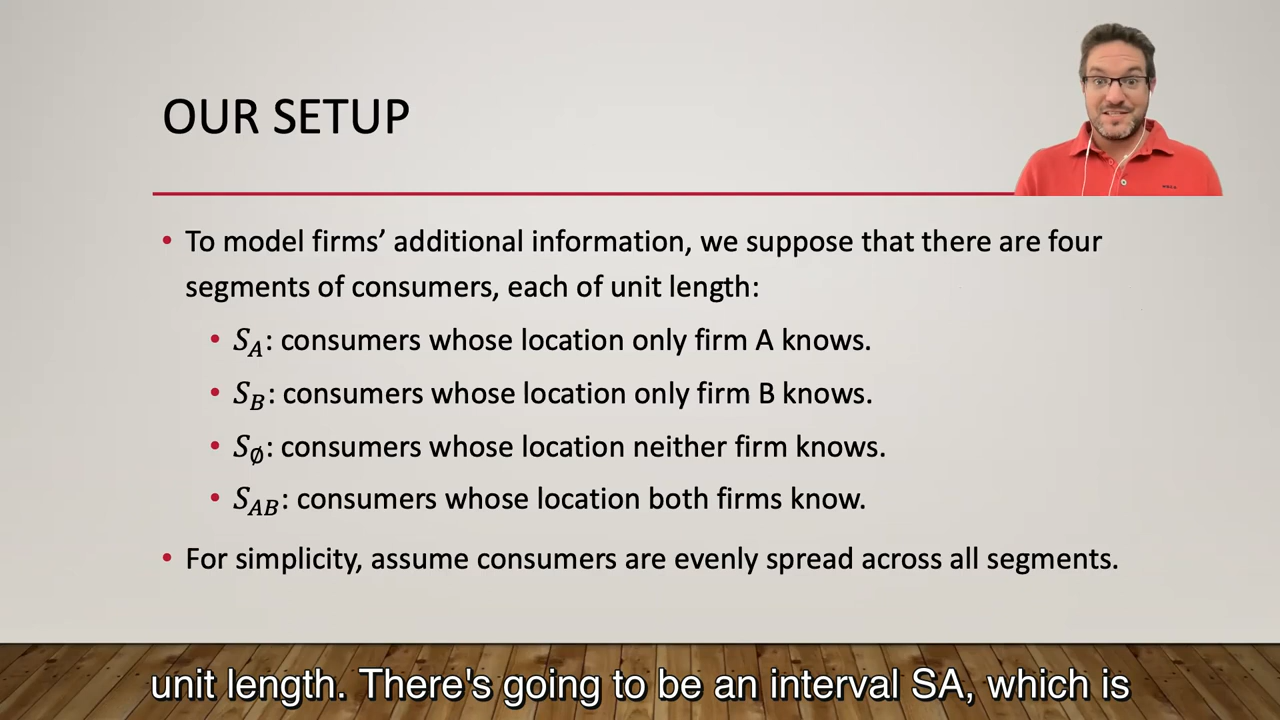 OUR SETUP
• To model firms’ additional information, we suppose that there are four
segments of consumers, each of unit length:
• S_A: consumers whose location only firm A knows.
• S_B: consumers whose location only firm B knows.
• S_∅: consumers whose location neither firm knows.
• S_AB: consumers whose location both firms know.
• For simplicity, assume consumers are evenly spread across all segments.
unit length. There's going to be an interval SA, which is